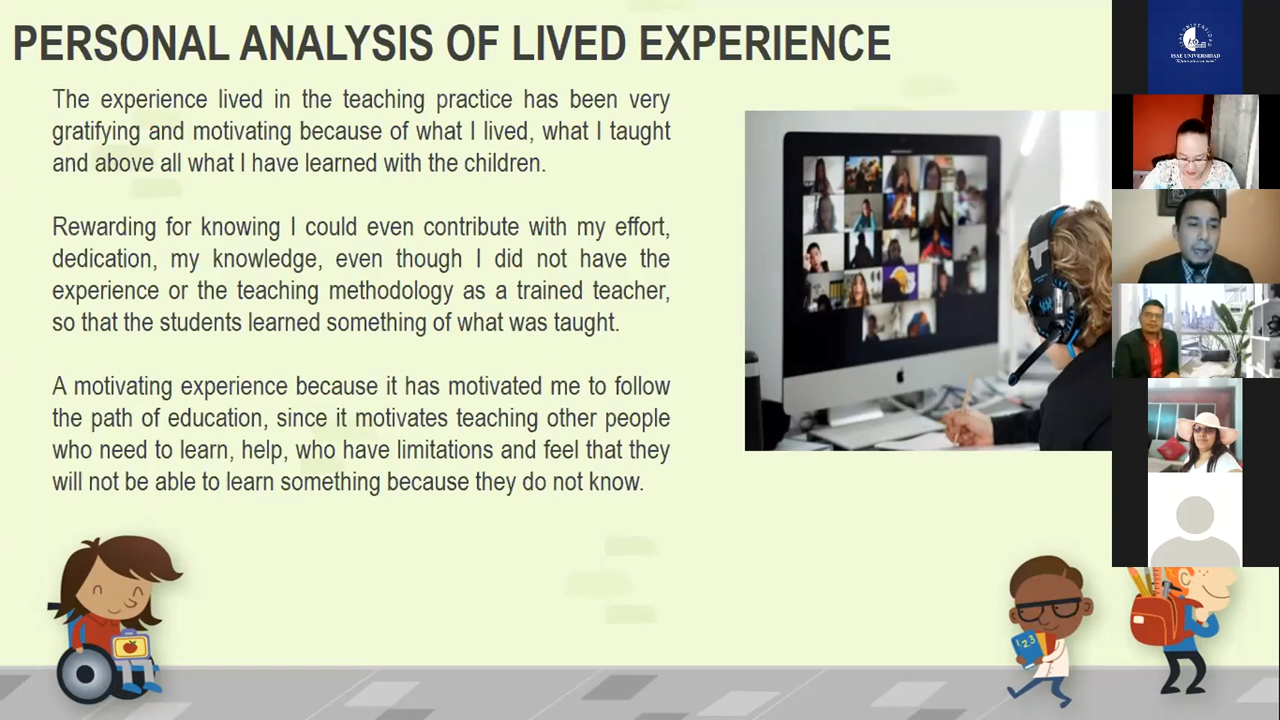 PERSONAL ANALYSIS OF LIVED EXPERIENCE
The experience lived in the teaching practice has been very
gratifying and motivating because of what I lived, what I taught
and above all what I have learned with the children.
Rewarding for knowing I could even contribute with my effort,
dedication, my knowledge, even though I did not have the
experience or the teaching methodology as a trained teacher,
so that the students learned something of what was taught.
A motivating experience because it has motivated me to follow
the path of education, since it motivates teaching other people
who need to learn, help, who have limitations and feel that they
will not be able to learn something because they do not know.
ISAE UNIVERSIDAD
1 2 3